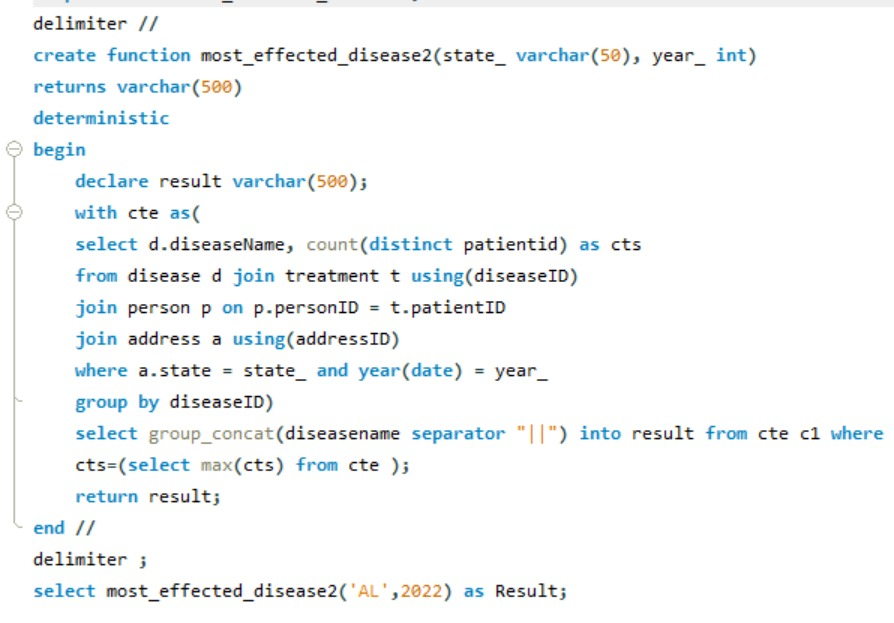 delimiter //
create function most_effected_disease2(state_ varchar(50), year_ int)
returns varchar(500)
deterministic
begin
declare result varchar(500);
with cte as(
select d.diseaseName, count(distinct patientid) as cts
from disease d join treatment t using(diseaseID)
join person p on p.personID = t.patientID
join address a using(addressID)
where a.state = state_ and year(date) = year_
group by diseaseID)
select group_concat(diseasename separator "||") into result from cte c1 where
cts=(select max(cts) from cte );
return result;
end //
delimiter ;
select most_effected_disease2('AL',2022) as Result;